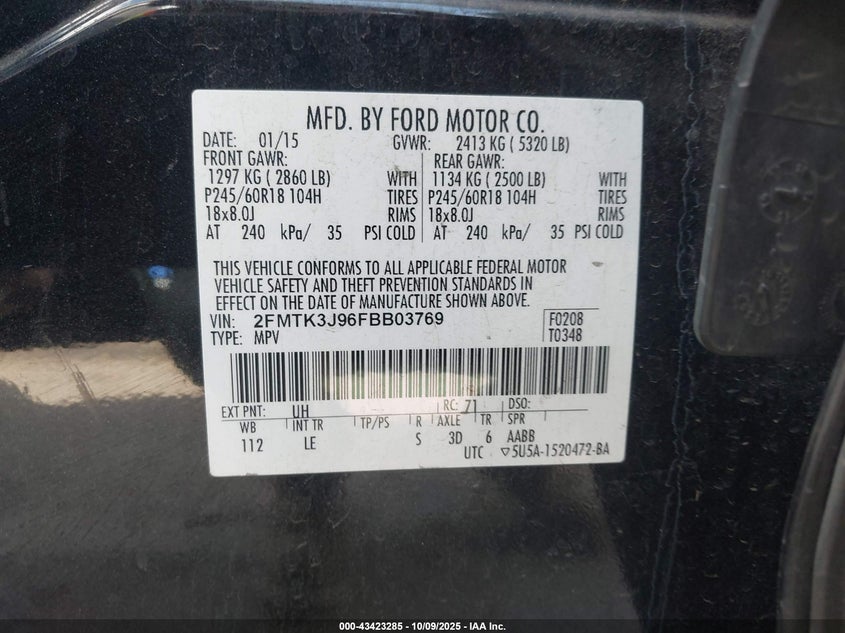 MFD. BY FORD MOTOR CO.
DATE: 01/15 GVWR: 2413 KG ( 5320 LB)
FRONT GAWR: REAR GAWR:
1297 KG ( 2860 LB) WITH 1134 KG ( 2500 LB) WITH
P245/60R18 104H TIRES P245/60R18 104H TIRES
18x8.0J RIMS 18x8.0J RIMS
AT 240 kPa/ 35 PSI COLD AT 240 kPa/ 35 PSI COLD
THIS VEHICLE CONFORMS TO ALL APPLICABLE FEDERAL MOTOR
VEHICLE SAFETY AND THEFT PREVENTION STANDARDS IN
EFFECT ON THE DATE OF MANUFACTURE SHOWN ABOVE.
VIN: 2FMTK3J96FBB03769 F0208
TYPE: MPV T0348
EXT PNT: UH RC: 71 DSO:
WB INT TR TP/PS R AXLE TR SPR
112 LE S 3D 6 AABB
UTC ▽5U5A-1520472-BA
000-43423285 - 10/09/2025 - IAA Inc.